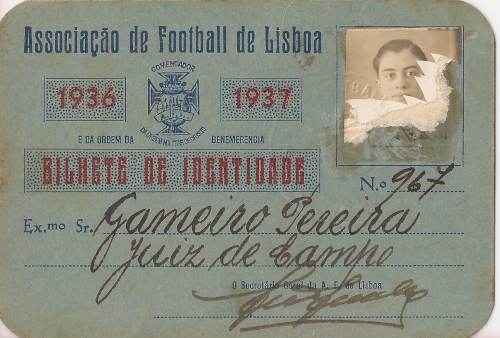 Associação de Football de Lisboa
COMENDADOR
1936 1937
E DA ORDEM DA BENEMERENCIA
BILHETE DE IDENTIDADE
N.o 967
Ex.mo Sr. Gameiro Pereira
Juiz de Campo
O Secretário Geral da A. F. de Lisboa